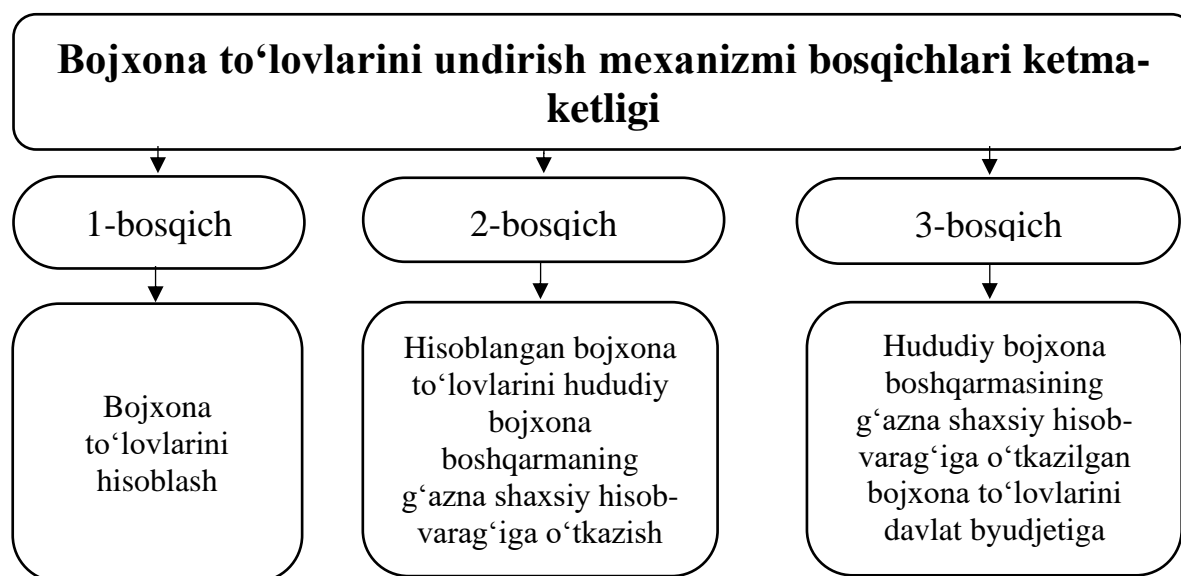 Bojxona to‘lovlarini undirish mexanizmi bosqichlari ketma-
ketligi
1-bosqich
2-bosqich
3-bosqich
Bojxona
to‘lovlarini
hisoblash
Hisoblangan bojxona
to‘lovlarini hududiy
bojxona
boshqarmaning
g‘azna shaxsiy hisob-
varag‘iga o‘tkazish
Hududiy bojxona
boshqarmasining
g‘azna shaxsiy hisob-
varag‘iga o‘tkazilgan
bojxona to‘lovlarini
davlat byudjetiga